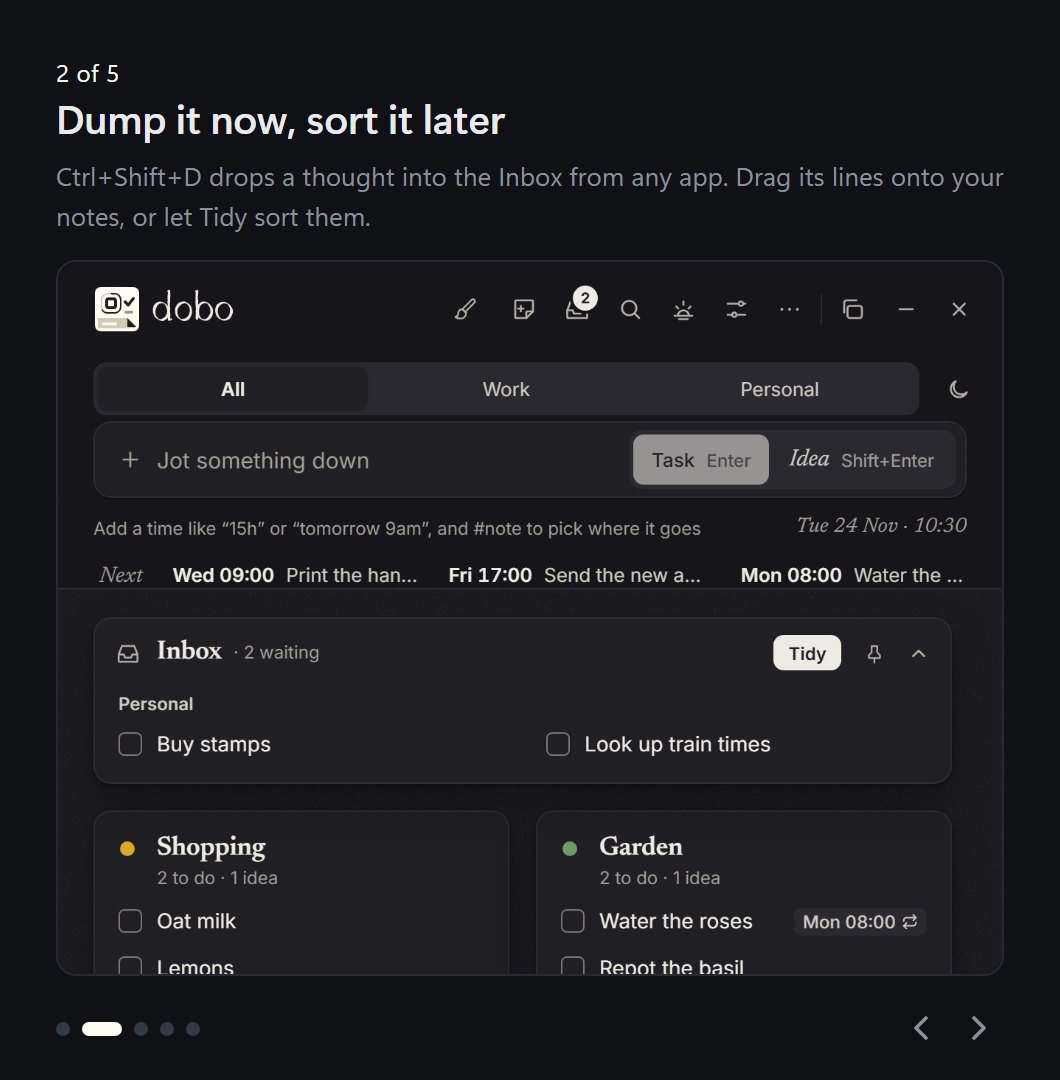 2 of 5
Dump it now, sort it later
Ctrl+Shift+D drops a thought into the Inbox from any app. Drag its lines onto your
notes, or let Tidy sort them.
dobo
2
All Work Personal
+ Jot something down Task Enter Idea Shift+Enter
Add a time like “15h” or “tomorrow 9am”, and #note to pick where it goes Tue 24 Nov · 10:30
Next Wed 09:00 Print the han... Fri 17:00 Send the new a... Mon 08:00 Water the ...
Inbox · 2 waiting Tidy
Personal
Buy stamps Look up train times
Shopping Garden
2 to do · 1 idea 2 to do · 1 idea
Oat milk Water the roses Mon 08:00
Lemons Repot the basil